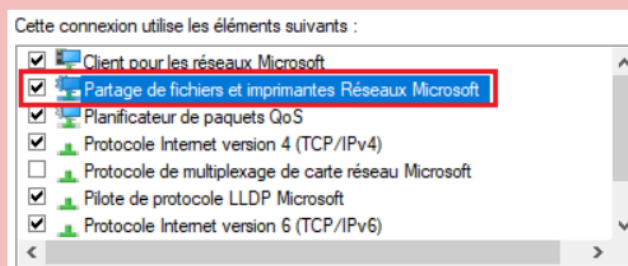 Cette connexion utilise les éléments suivants :
Client pour les réseaux Microsoft
Partage de fichiers et imprimantes Réseaux Microsoft
Planificateur de paquets QoS
Protocole Internet version 4 (TCP/IPv4)
Protocole de multiplexage de carte réseau Microsoft
Pilote de protocole LLDP Microsoft
Protocole Internet version 6 (TCP/IPv6)